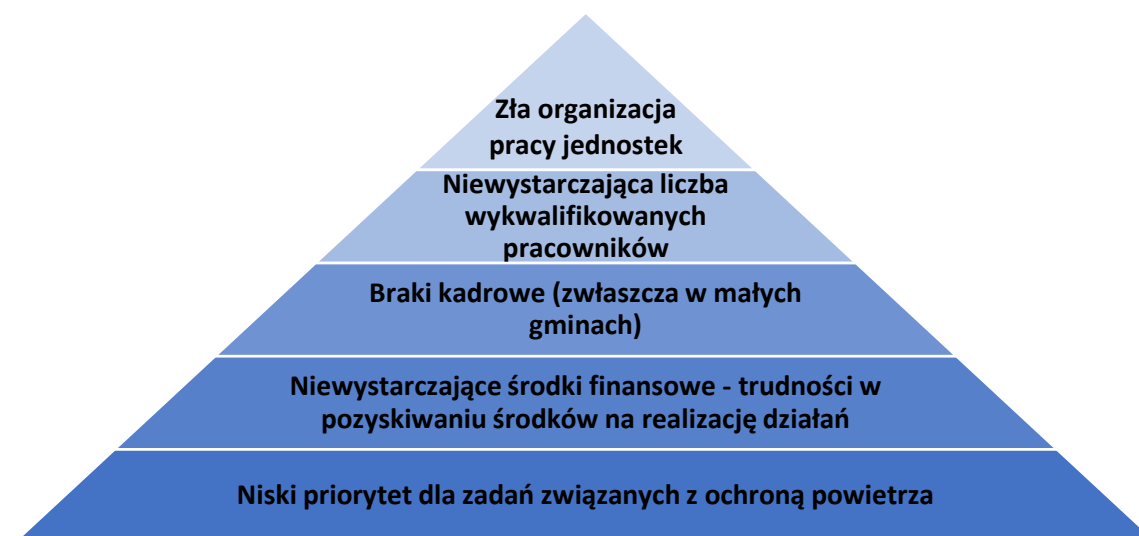 Zła organizacja
pracy jednostek
Niewystarczająca liczba
wykwalifikowanych
pracowników
Braki kadrowe (zwłaszcza w małych
gminach)
Niewystarczające środki finansowe - trudności w
pozyskiwaniu środków na realizację działań
Niski priorytet dla zadań związanych z ochroną powietrza